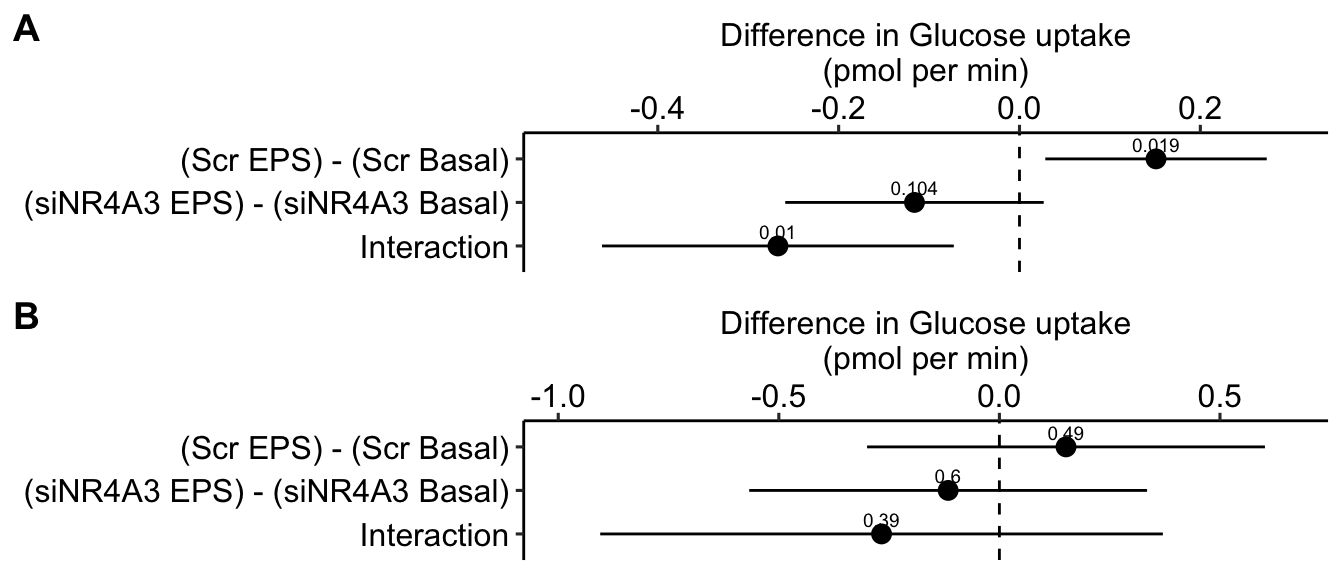 A
Difference in Glucose uptake
(pmol per min)
-0.4 -0.2 0.0 0.2
(Scr EPS) - (Scr Basal) 0.019
(siNR4A3 EPS) - (siNR4A3 Basal) 0.104
Interaction 0.01
B
Difference in Glucose uptake
(pmol per min)
-1.0 -0.5 0.0 0.5
(Scr EPS) - (Scr Basal) 0.49
(siNR4A3 EPS) - (siNR4A3 Basal) 0.6
Interaction 0.39